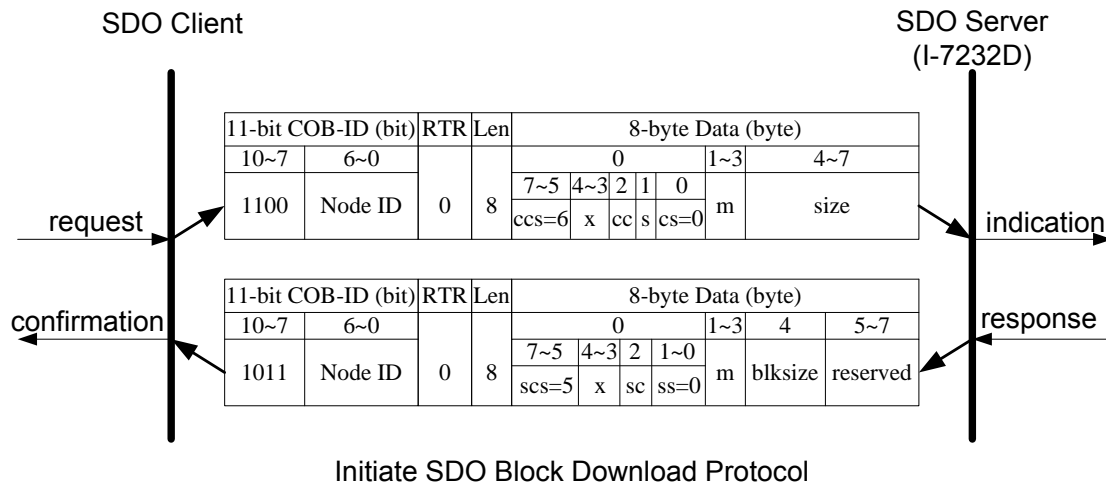 SDO Client
SDO Server
(I-7232D)
11-bit COB-ID (bit) RTR Len 8-byte Data (byte)
10~7 6~0 0 1~3 4~7
7~5 4~3 2 1 0
1100 Node ID 0 8 ccs=6 x cc s cs=0 m size
request
indication
11-bit COB-ID (bit) RTR Len 8-byte Data (byte)
10~7 6~0 0 1~3 4 5~7
7~5 4~3 2 1~0
1011 Node ID 0 8 scs=5 x sc ss=0 m blksize reserved
confirmation
response
Initiate SDO Block Download Protocol